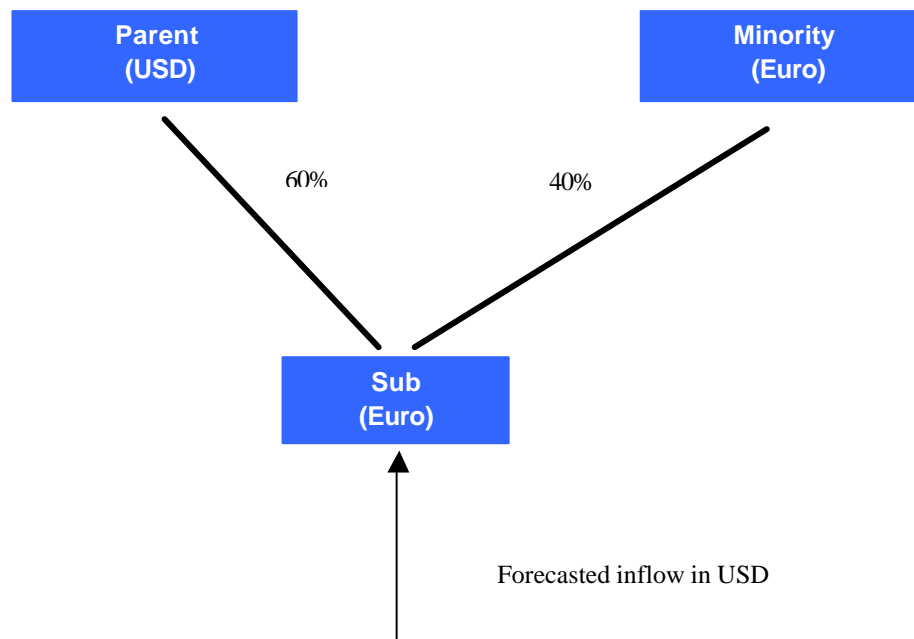 Parent
(USD)
Minority
(Euro)
60%
40%
Sub
(Euro)
Forecasted inflow in USD